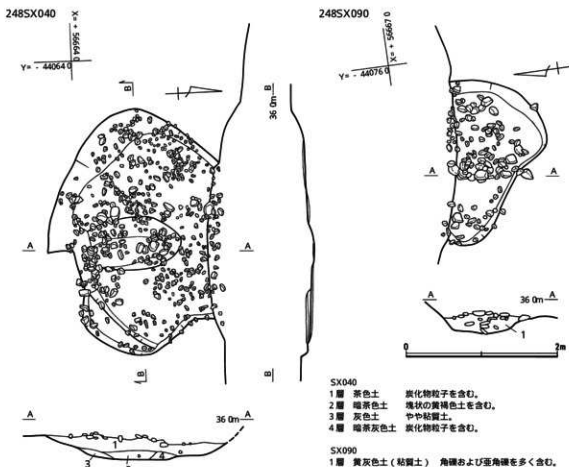 248SX040
X= + 56664 0
Y= - 44064 0
B
36 0m
A
A
B
B
A
A
36 0m
1
3
4
248SX090
X= + 56667 0
Y= - 44076 0
A
A
A
36 0m
A
1
0
2m
SX040
1層 茶色土 炭化物粒子を含む。
2層 暗茶色土 塊状の黄褐色土を含む。
3層 灰色土 やや粘質土。
4層 暗茶灰色土 炭化物粒子を含む。
SX090
1層 黄灰色土(粘質土) 角礫および亜角礫を多く含む。